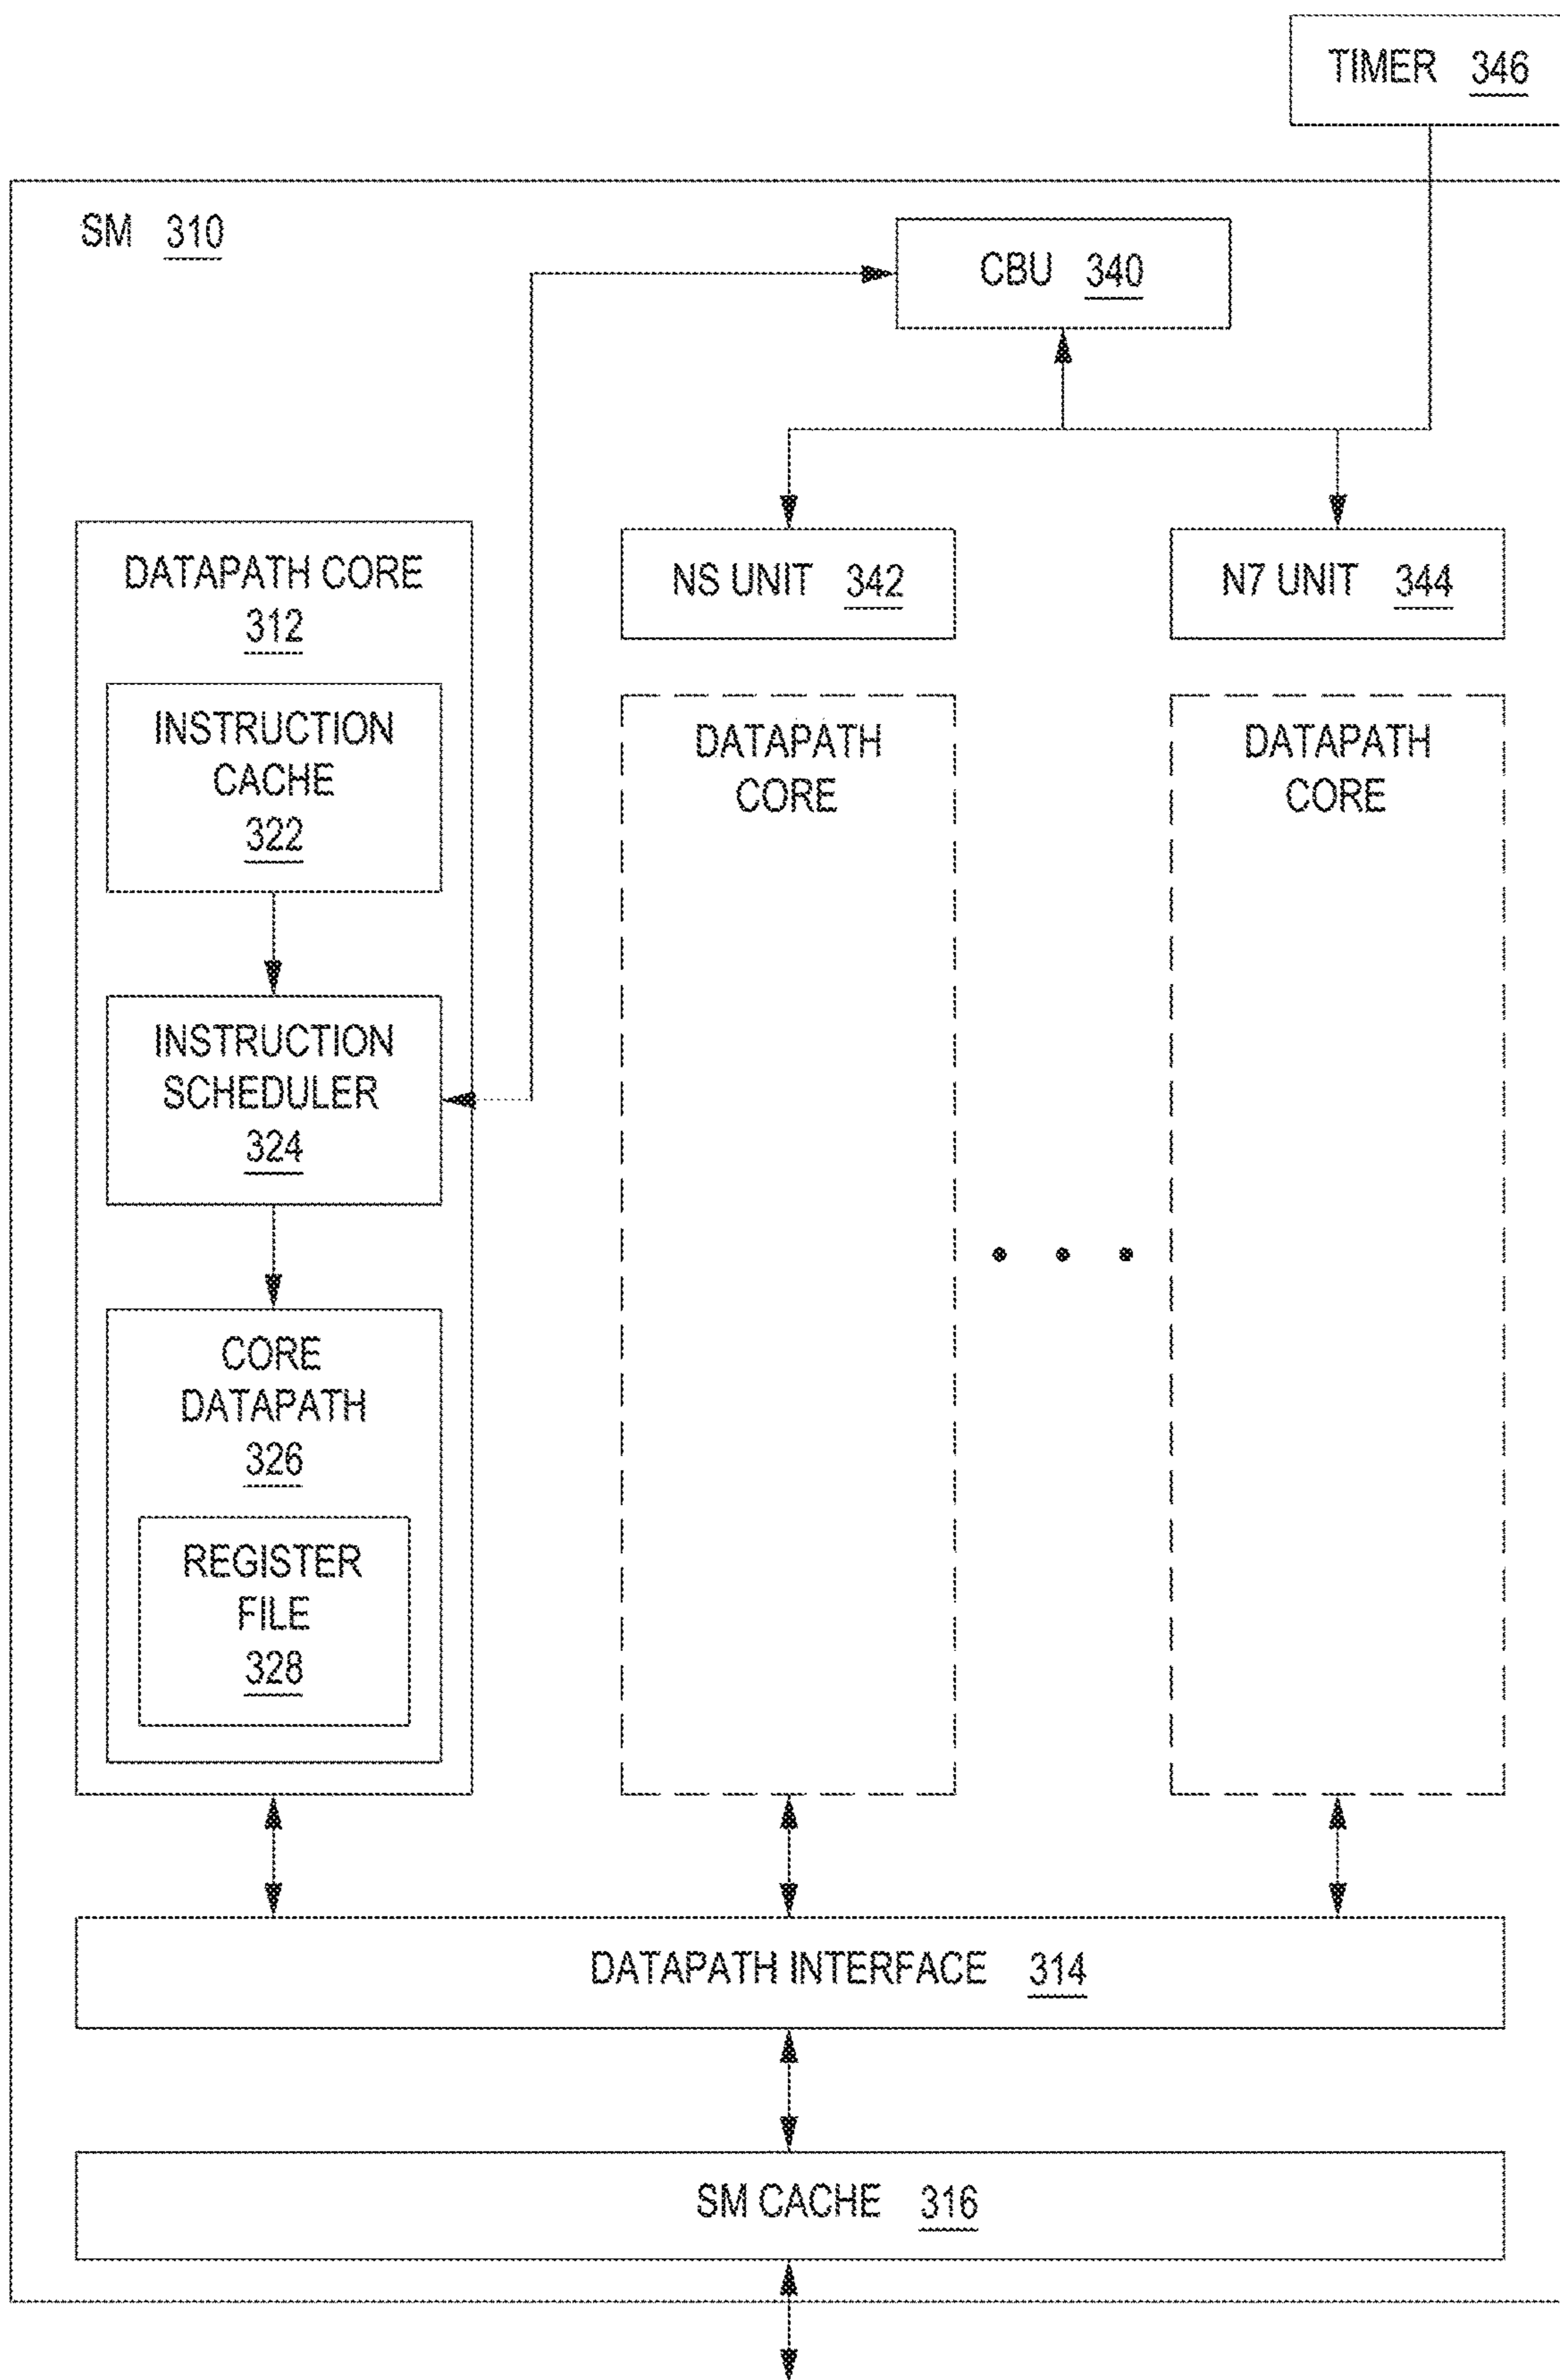 TIMER 346
SM 310
CBU 340
DATAPATH CORE
312
INSTRUCTION
CACHE
322
INSTRUCTION
SCHEDULER
324
CORE
DATAPATH
326
REGISTER
FILE
328
NS UNIT 342
N7 UNIT 344
DATAPATH
CORE
DATAPATH
CORE
DATAPATH INTERFACE 314
SM CACHE 316